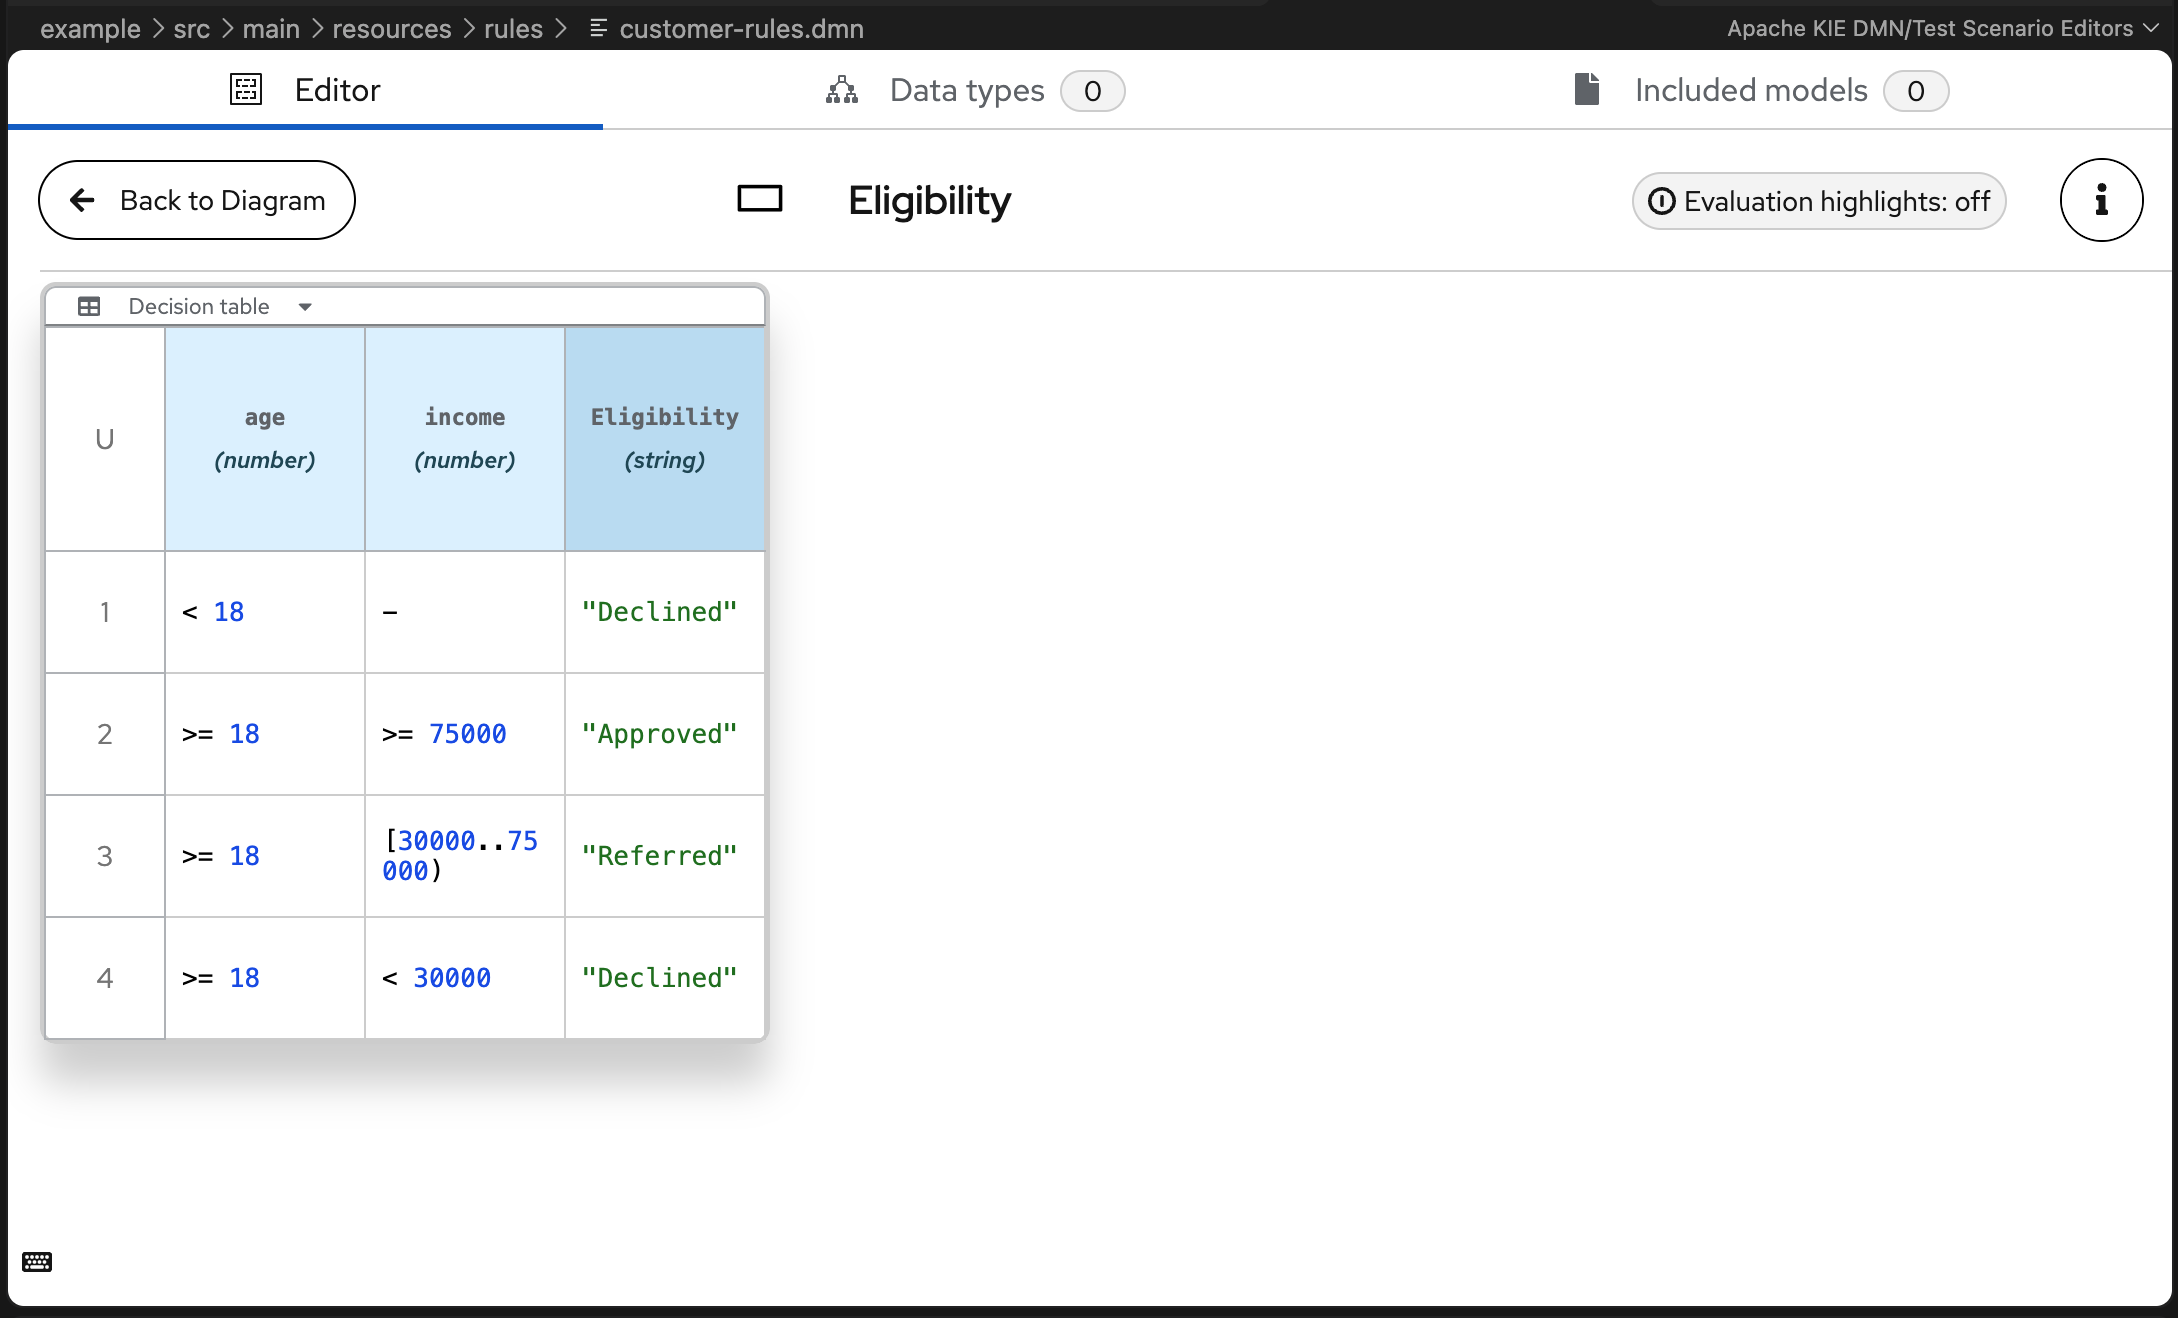 example > src > main > resources > rules > customer-rules.dmn
Apache KIE DMN/Test Scenario Editors
Editor
Data types 0
Included models 0
Back to Diagram
Eligibility
Evaluation highlights: off
Decision table
U
age
(number)
income
(number)
Eligibility
(string)
1
< 18
-
"Declined"
2
>= 18
>= 75000
"Approved"
3
>= 18
[30000..75
000)
"Referred"
4
>= 18
< 30000
"Declined"